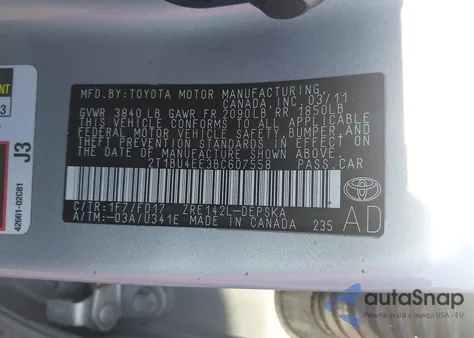 MFD.BY:TOYOTA MOTOR MANUFACTURING
CANADA,INC. 03/11
GVWR 3840LB GAWR FR 2090LB RR 1850LB
THIS VEHICLE CONFORMS TO ALL APPLICABLE
FEDERAL MOTOR VEHICLE SAFETY, BUMPER, AND
THEFT PREVENTION STANDARDS IN EFFECT ON
THE DATE OF MANUFACTURE SHOWN ABOVE.
2T1BU4EE3BC607558 PASS.CAR
C/TR:1F7/FD17 ZRE142L-DEPSKA
A/TM:-03A/U341E MADE IN CANADA 235
AD
J3
42661-02C81
3
autoSnap